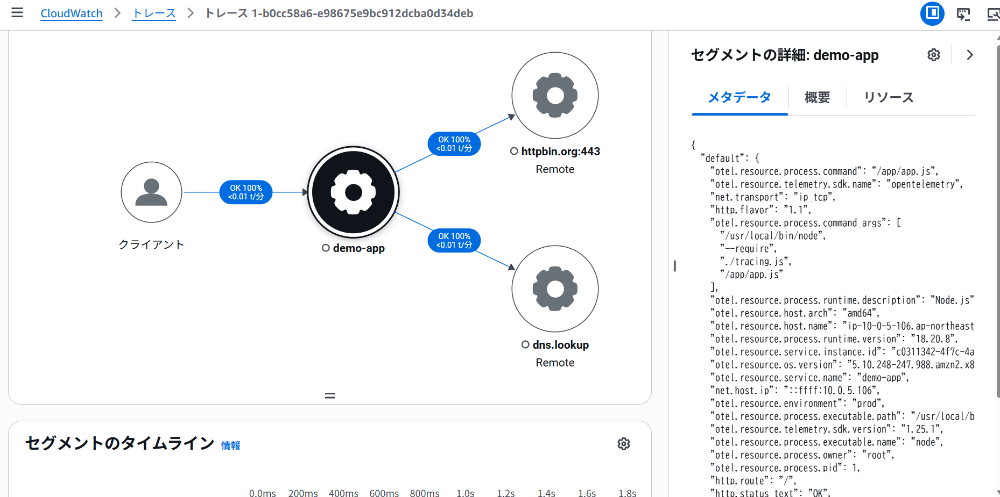 CloudWatch
トレース
トレース 1-b0cc58a6-e98675e9bc912dcba0d34deb
クライアント
OK 100%
<0.01 t/分
demo-app
OK 100%
<0.01 t/分
httpbin.org:443
Remote
OK 100%
<0.01 t/分
dns.lookup
Remote
セグメントのタイムライン 情報
0.0ms 200ms 400ms 600ms 800ms 1.0s 1.2s 1.4s 1.6s 1.8s
セグメントの詳細: demo-app
メタデータ 概要 リソース
{
"default": {
"otel.resource.process.command": "/app/app.js",
"otel.resource.telemetry.sdk.name": "opentelemetry",
"net.transport": "ip_tcp",
"http.flavor": "1.1",
"otel.resource.process.command_args": [
"/usr/local/bin/node",
"--require",
"./tracing.js",
"/app/app.js"
],
"otel.resource.process.runtime.description": "Node.js"
"otel.resource.host.arch": "amd64",
"otel.resource.host.name": "ip-10-0-5-106.ap-northeast
"otel.resource.process.runtime.version": "18.20.8",
"otel.resource.service.instance.id": "c0311342-4f7c-4a
"otel.resource.os.version": "5.10.248-247.988.amzn2.x8
"otel.resource.service.name": "demo-app",
"net.host.ip": "::ffff:10.0.5.106",
"otel.resource.environment": "prod",
"otel.resource.process.executable.path": "/usr/local/b
"otel.resource.telemetry.sdk.version": "1.25.1",
"otel.resource.process.executable.name": "node",
"otel.resource.process.owner": "root",
"otel.resource.process.pid": 1,
"http.route": "/",
"http.status_text": "OK",